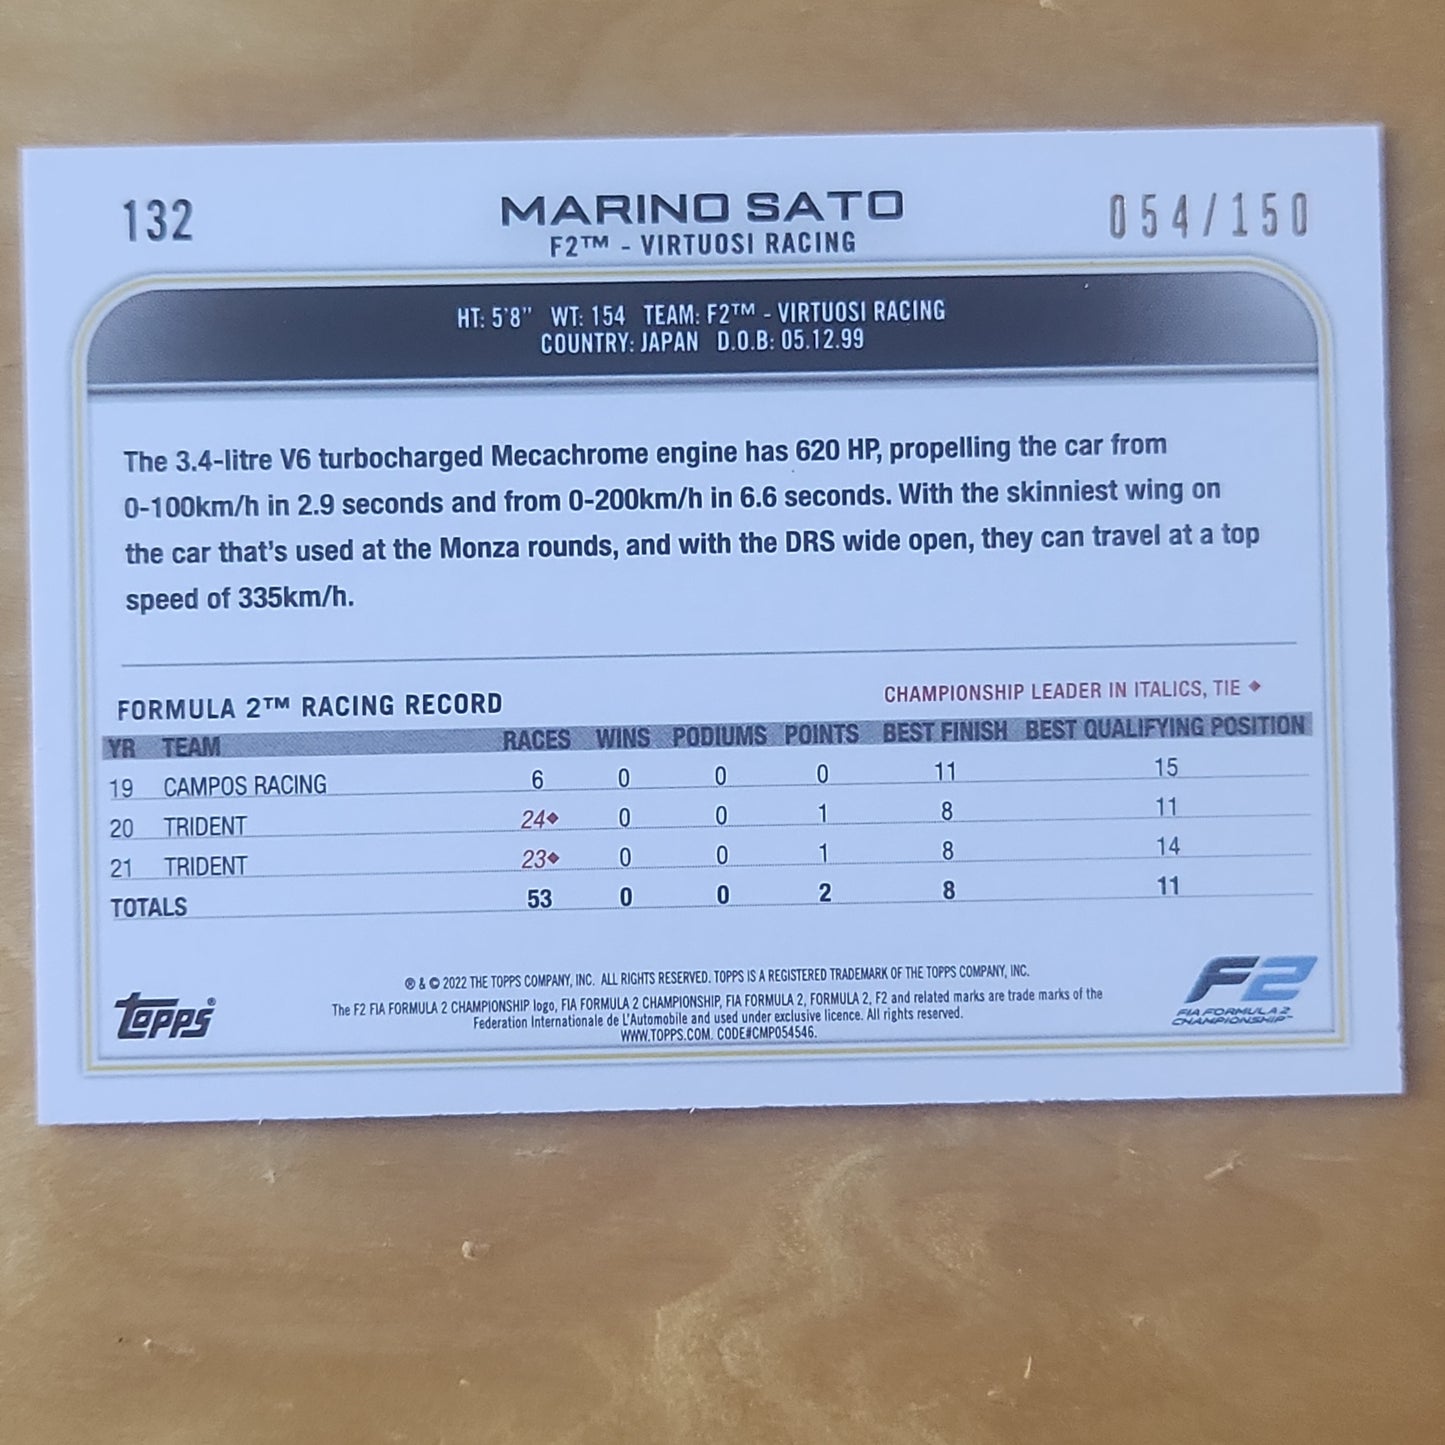 132
MARINO SATO
054/150
F2™ - VIRTUOSI RACING
HT: 5'8" WT: 154 TEAM: F2™ - VIRTUOSI RACING
COUNTRY: JAPAN D.O.B: 05.12.99
The 3.4-litre V6 turbocharged Mecachrome engine has 620 HP, propelling the car from
0-100km/h in 2.9 seconds and from 0-200km/h in 6.6 seconds. With the skinniest wing on
the car that's used at the Monza rounds, and with the DRS wide open, they can travel at a top
speed of 335km/h.
FORMULA 2™ RACING RECORD
CHAMPIONSHIP LEADER IN ITALICS, TIE ◆
YR TEAM RACES WINS PODIUMS POINTS BEST FINISH BEST QUALIFYING POSITION
19 CAMPOS RACING 6 0 0 0 11 15
20 TRIDENT 24◆ 0 0 1 8 11
21 TRIDENT 23◆ 0 0 1 8 14
TOTALS 53 0 0 2 8 11
® & © 2022 THE TOPPS COMPANY, INC. ALL RIGHTS RESERVED. TOPPS IS A REGISTERED TRADEMARK OF THE TOPPS COMPANY, INC.
The F2 FIA FORMULA 2 CHAMPIONSHIP logo, FIA FORMULA 2 CHAMPIONSHIP, FIA FORMULA 2, FORMULA 2, F2 and related marks are trade marks of the
Federation Internationale de L'Automobile and used under exclusive licence. All rights reserved.
WWW.TOPPS.COM. CODE#CMP054546.
Topps®
F2
FIA FORMULA 2
CHAMPIONSHIP™